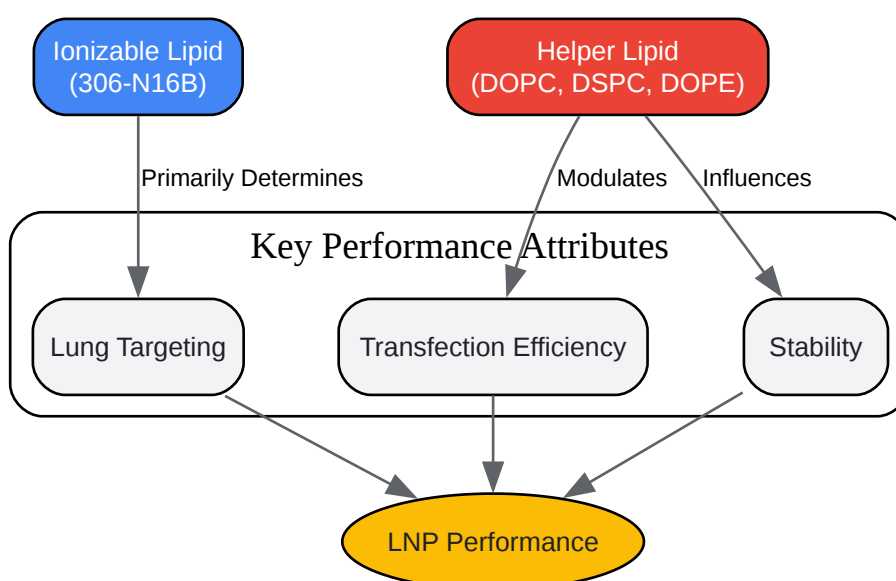 Ionizable Lipid
(306-N16B)
Helper Lipid
(DOPC, DSPC, DOPE)
Primarily Determines
Modulates
Influences
Key Performance Attributes
Lung Targeting
Transfection Efficiency
Stability
LNP Performance